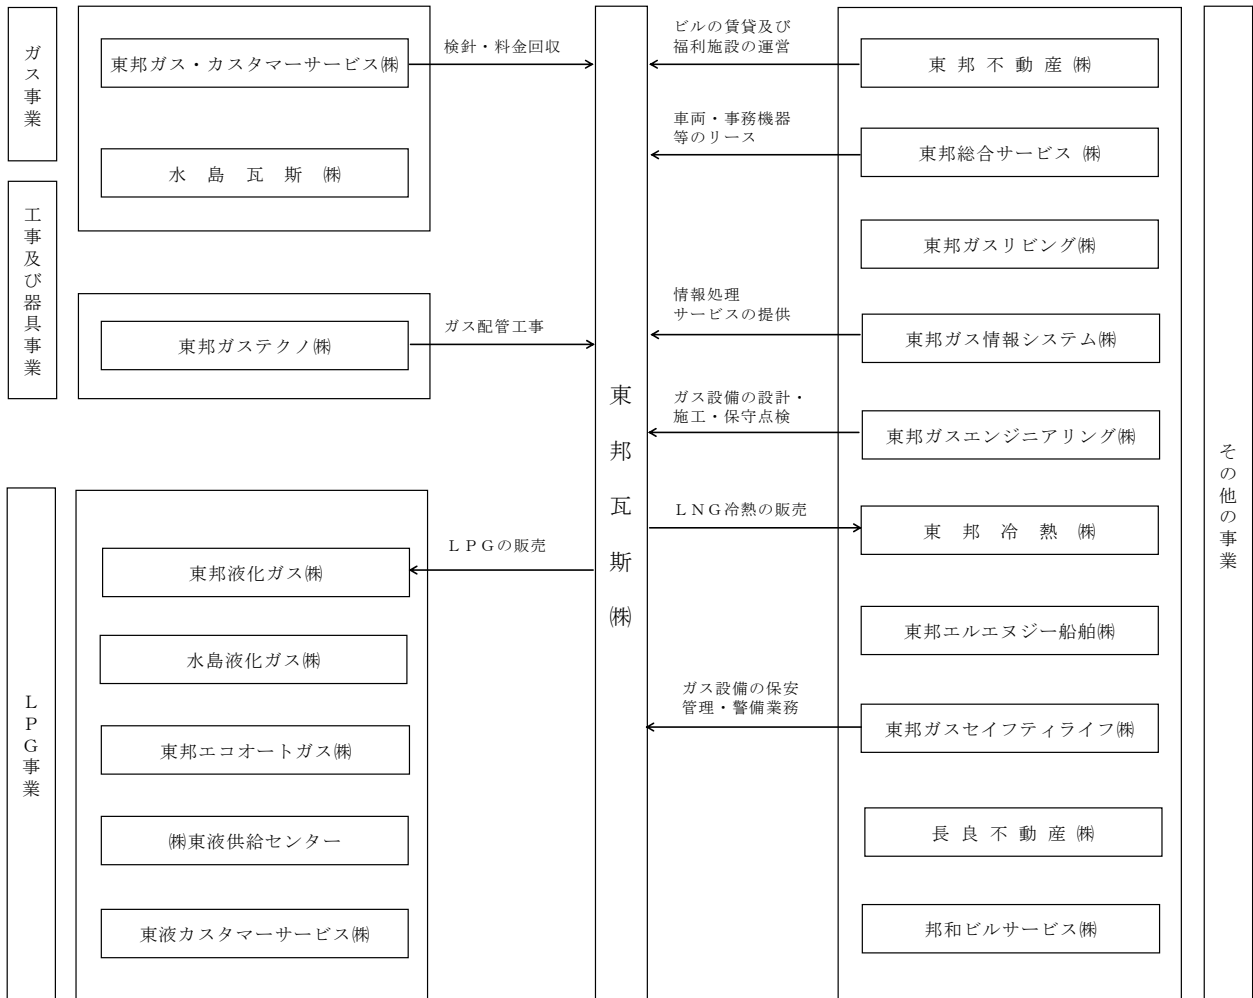 ガス事業
東邦ガス・カスタマーサービス㈱
検針・料金回収
水島瓦斯㈱
工事及び器具事業
東邦ガステクノ㈱
ガス配管工事
LPG事業
東邦液化ガス㈱
LPGの販売
水島液化ガス㈱
東邦エコオートガス㈱
㈱東液供給センター
東液カスタマーサービス㈱
東邦瓦斯㈱
ビルの賃貸及び
福利施設の運営
東邦不動産㈱
車両・事務機器
等のリース
東邦総合サービス㈱
東邦ガスリビング㈱
情報処理
サービスの提供
東邦ガス情報システム㈱
ガス設備の設計・
施工・保守点検
東邦ガスエンジニアリング㈱
LNG冷熱の販売
東邦冷熱㈱
東邦エルエヌジー船舶㈱
ガス設備の保安
管理・警備業務
東邦ガスセイフティライフ㈱
長良不動産㈱
邦和ビルサービス㈱
その他の事業